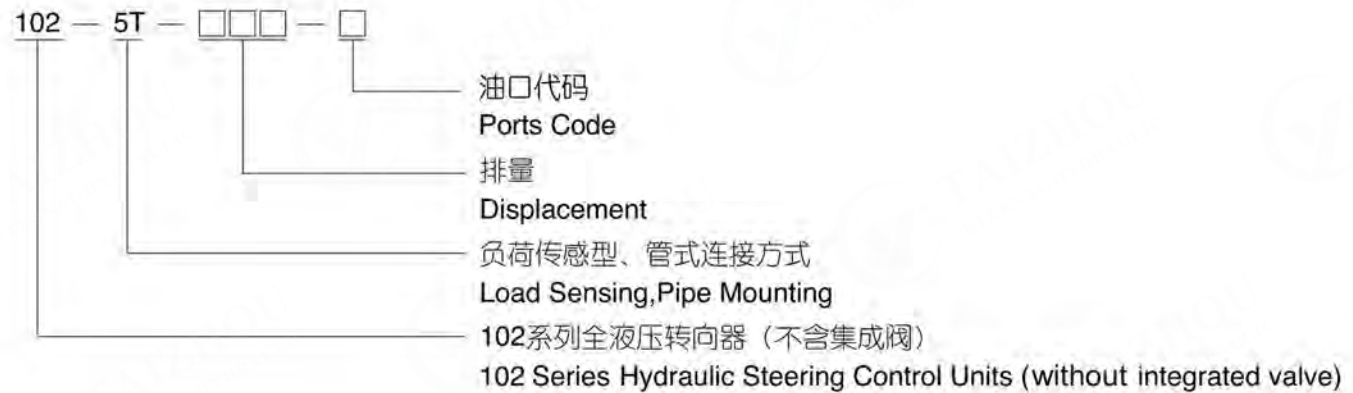 102 — 5T — □□□ — □
油口代码
Ports Code
排量
Displacement
负荷传感型、管式连接方式
Load Sensing,Pipe Mounting
102系列全液压转向器（不含集成阀）
102 Series Hydraulic Steering Control Units (without integrated valve)